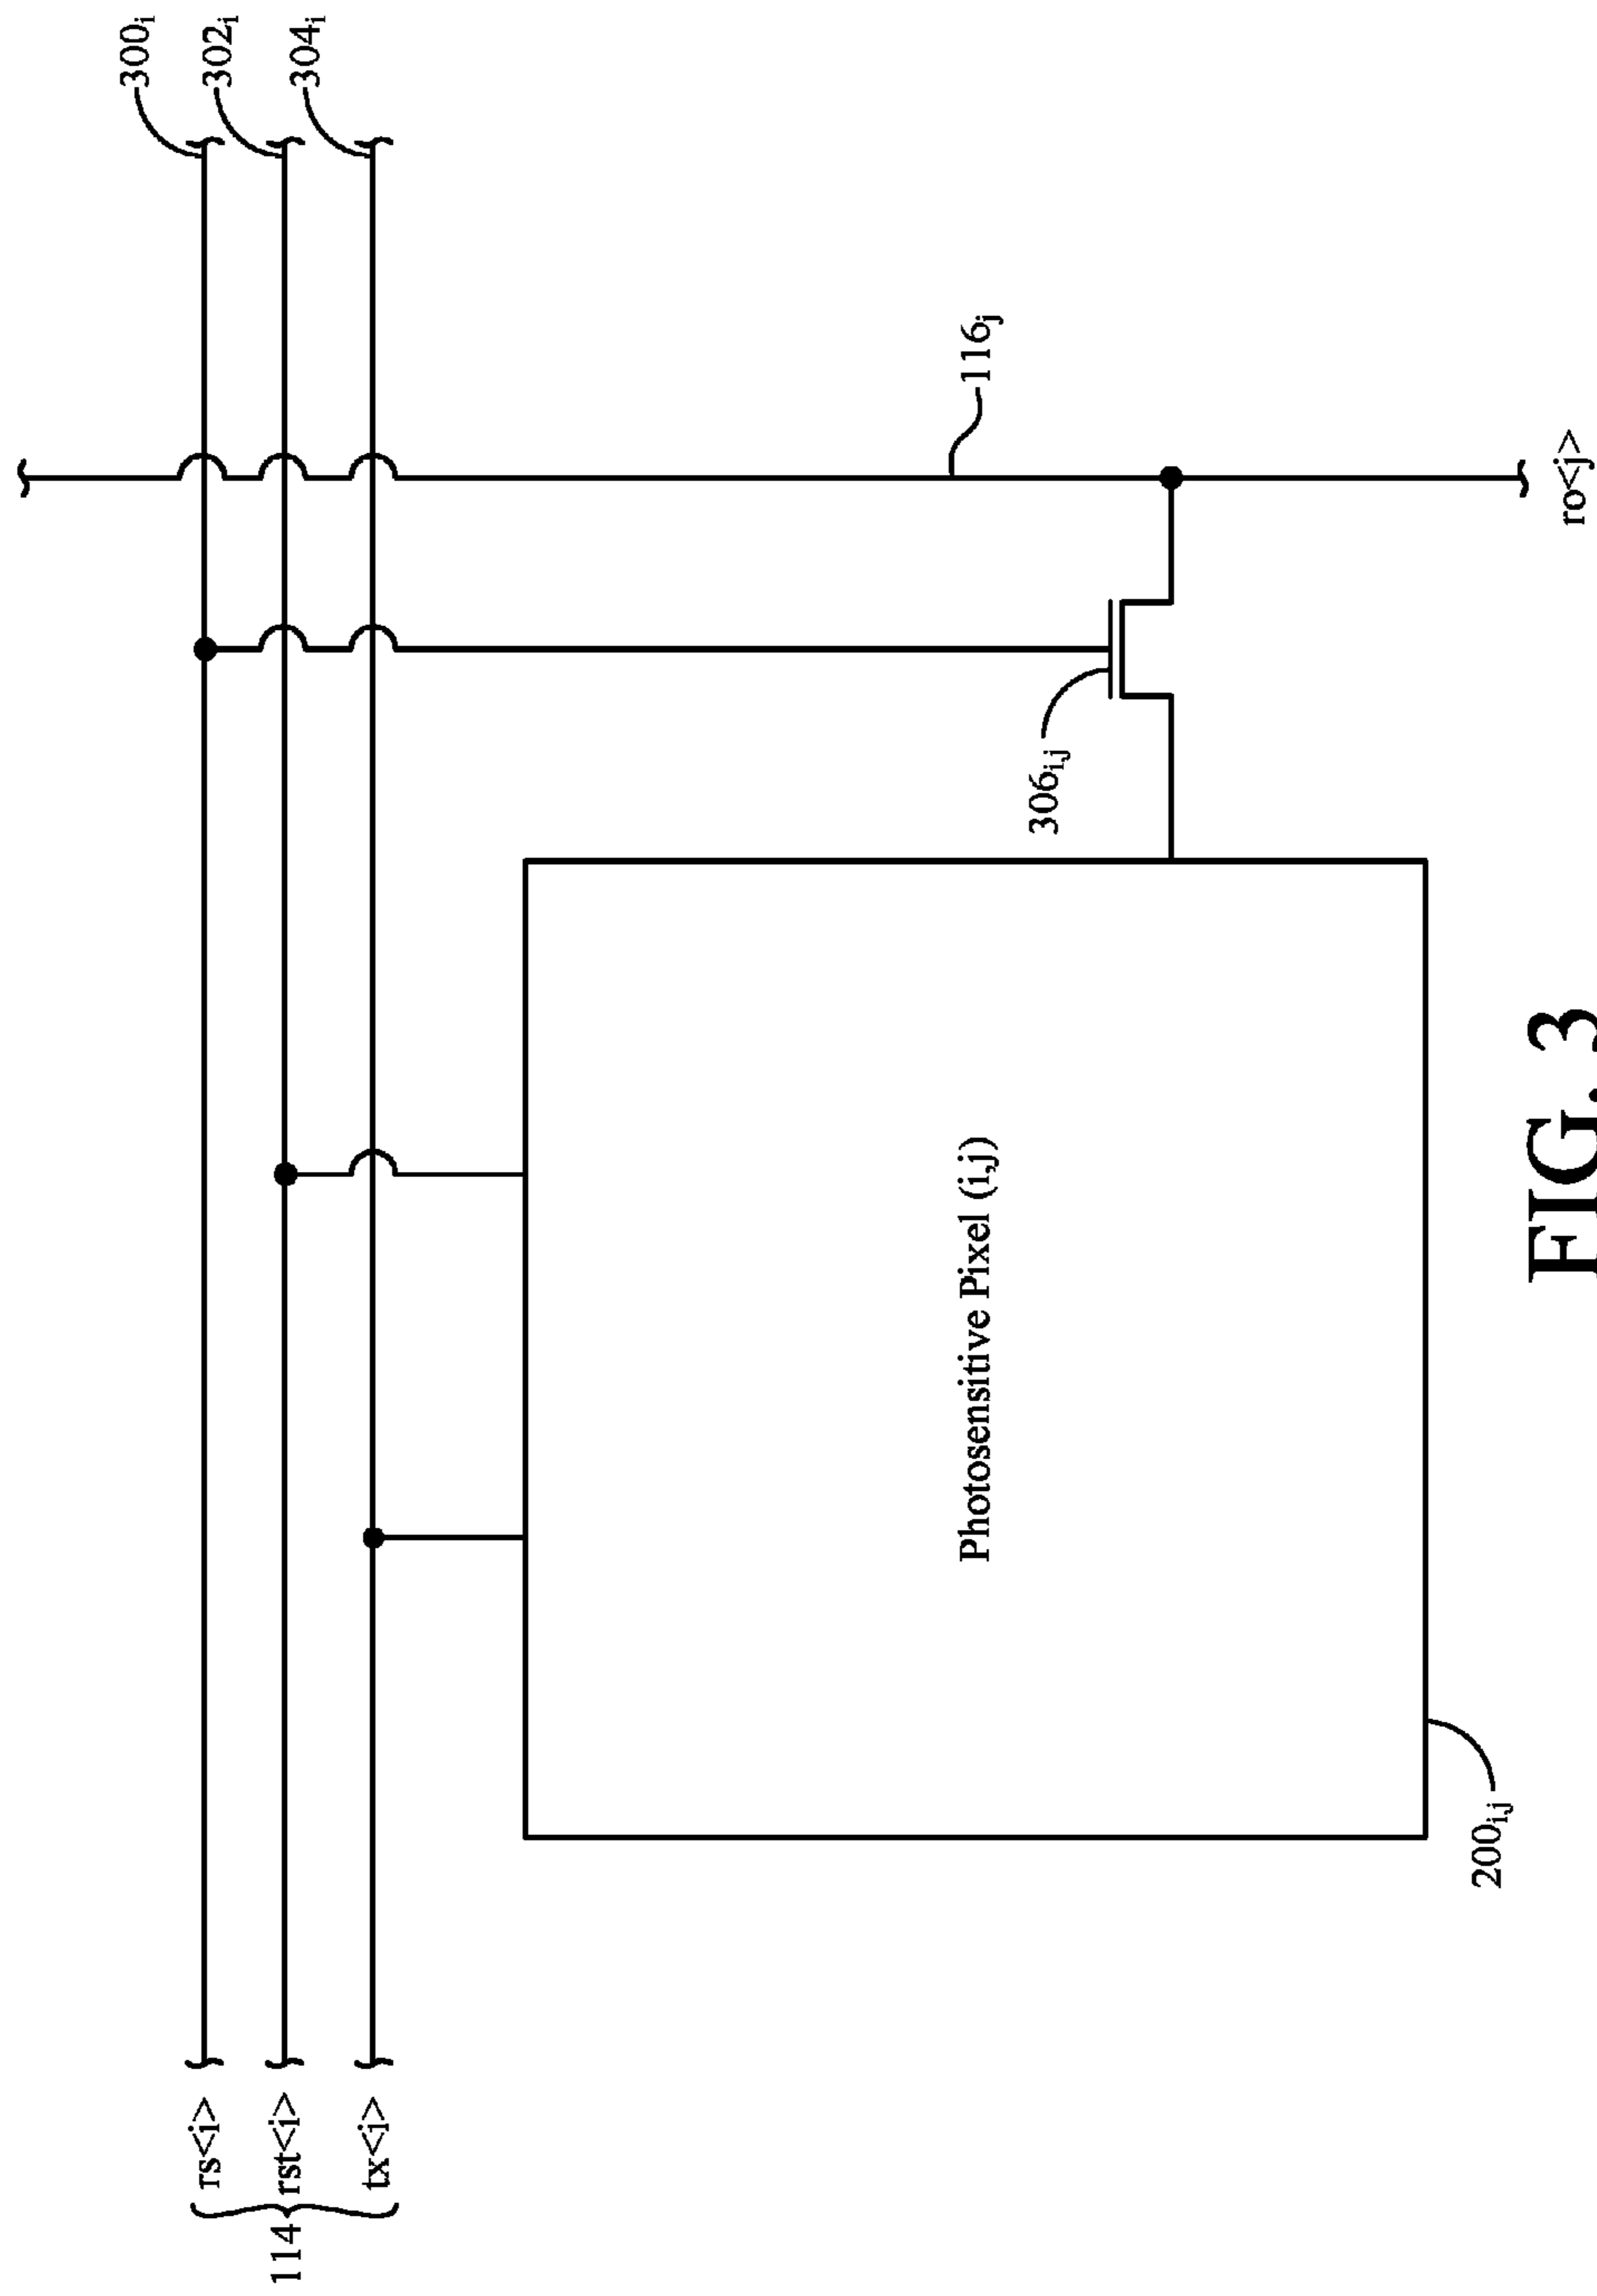 300i
302i
304i
rs<i>
114
rst<i>
tx<i>
116j
306i,j
Photosensitive Pixel (i,j)
200i,j
ro<j>
FIG. 3